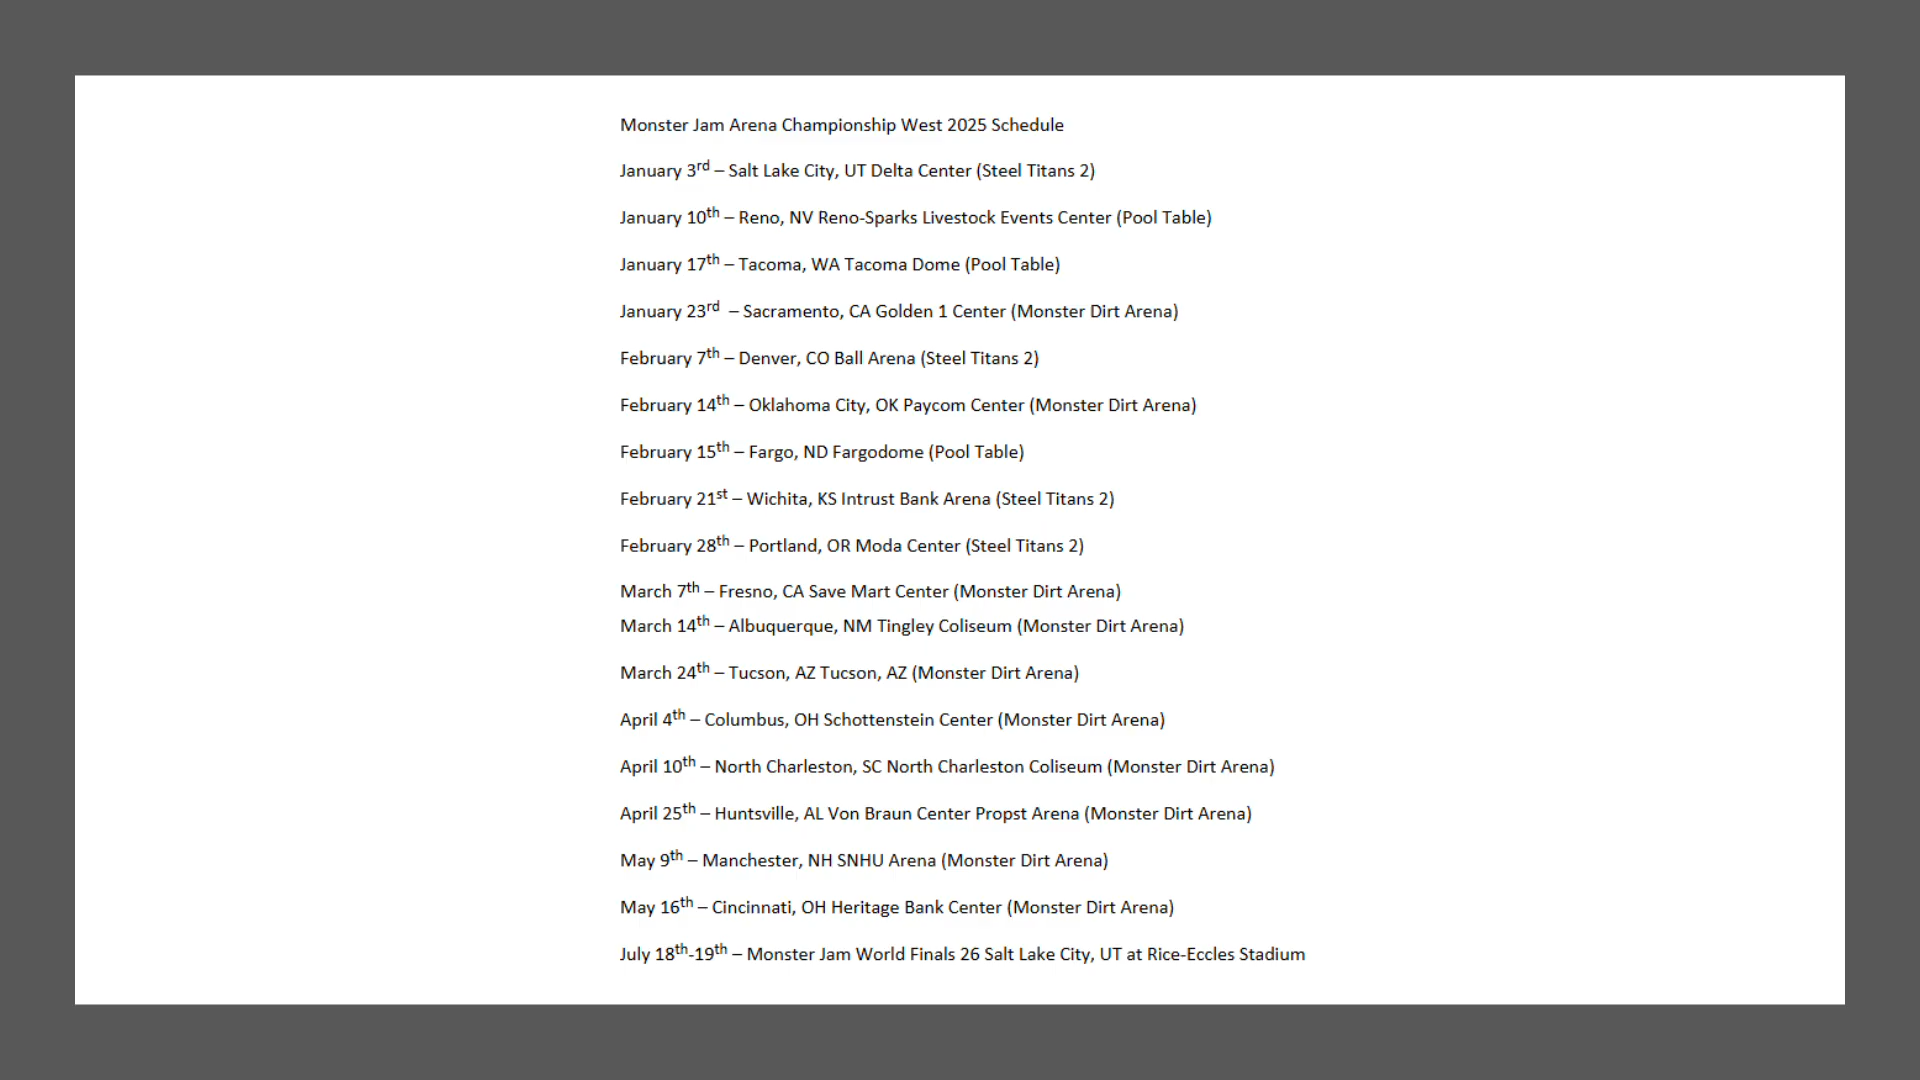 Monster Jam Arena Championship West 2025 Schedule
January 3rd – Salt Lake City, UT Delta Center (Steel Titans 2)
January 10th – Reno, NV Reno-Sparks Livestock Events Center (Pool Table)
January 17th – Tacoma, WA Tacoma Dome (Pool Table)
January 23rd – Sacramento, CA Golden 1 Center (Monster Dirt Arena)
February 7th – Denver, CO Ball Arena (Steel Titans 2)
February 14th – Oklahoma City, OK Paycom Center (Monster Dirt Arena)
February 15th – Fargo, ND Fargodome (Pool Table)
February 21st – Wichita, KS Intrust Bank Arena (Steel Titans 2)
February 28th – Portland, OR Moda Center (Steel Titans 2)
March 7th – Fresno, CA Save Mart Center (Monster Dirt Arena)
March 14th – Albuquerque, NM Tingley Coliseum (Monster Dirt Arena)
March 24th – Tucson, AZ Tucson, AZ (Monster Dirt Arena)
April 4th – Columbus, OH Schottenstein Center (Monster Dirt Arena)
April 10th – North Charleston, SC North Charleston Coliseum (Monster Dirt Arena)
April 25th – Huntsville, AL Von Braun Center Propst Arena (Monster Dirt Arena)
May 9th – Manchester, NH SNHU Arena (Monster Dirt Arena)
May 16th – Cincinnati, OH Heritage Bank Center (Monster Dirt Arena)
July 18th-19th – Monster Jam World Finals 26 Salt Lake City, UT at Rice-Eccles Stadium